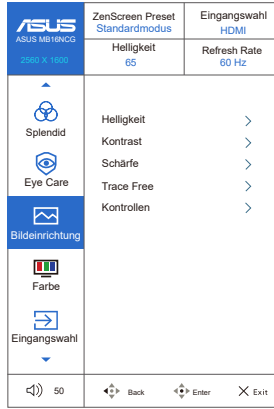 ASUS
ASUS MB16NCG
2560 X 1600
ZenScreen Preset
Standardmodus
Eingangswahl
HDMI
Helligkeit
65
Refresh Rate
60 Hz
Splendid
Eye Care
Bildeinrichtung
Farbe
Eingangswahl
Helligkeit
Kontrast
Schärfe
Trace Free
Kontrollen
50
Back
Enter
Exit